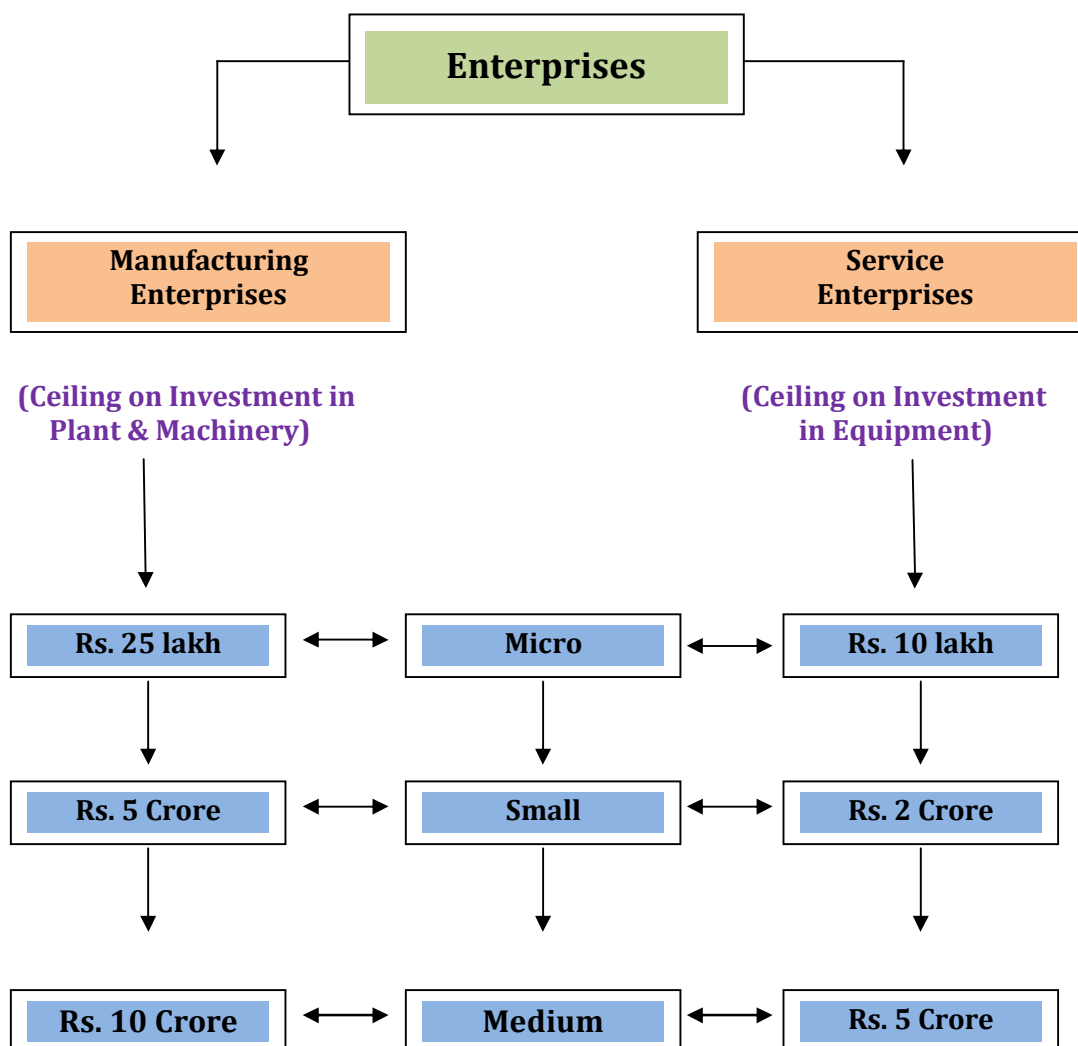 Enterprises
Manufacturing
Enterprises
Service
Enterprises
(Ceiling on Investment in
Plant & Machinery)
(Ceiling on Investment
in Equipment)
Rs. 25 lakh
Micro
Rs. 10 lakh
Rs. 5 Crore
Small
Rs. 2 Crore
Rs. 10 Crore
Medium
Rs. 5 Crore